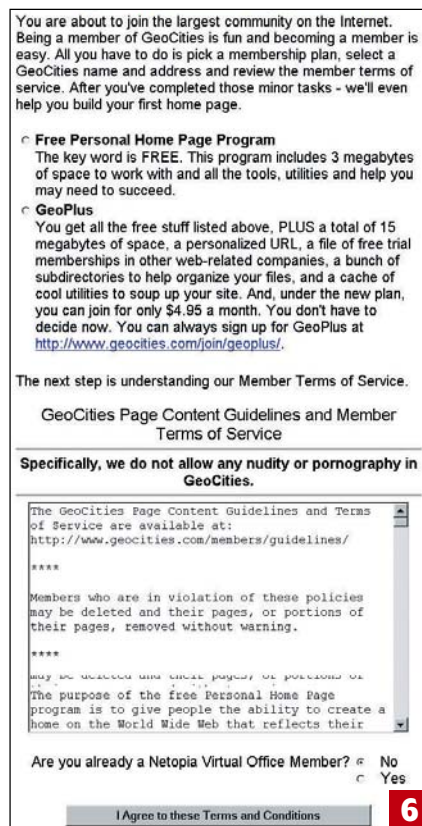 You are about to join the largest community on the Internet.
Being a member of GeoCities is fun and becoming a member is
easy. All you have to do is pick a membership plan, select a
GeoCities name and address and review the member terms of
service. After you've completed those minor tasks - we'll even
help you build your first home page.
Free Personal Home Page Program
The key word is FREE. This program includes 3 megabytes
of space to work with and all the tools, utilities and help you
may need to succeed.
GeoPlus
You get all the free stuff listed above, PLUS a total of 15
megabytes of space, a personalized URL, a file of free trial
memberships in other web-related companies, a bunch of
subdirectories to help organize your files, and a cache of
cool utilities to soup up your site. And, under the new plan,
you can join for only $4.95 a month. You don't have to
decide now. You can always sign up for GeoPlus at
http://www.geocities.com/join/geoplus/.
The next step is understanding our Member Terms of Service.
GeoCities Page Content Guidelines and Member
Terms of Service
Specifically, we do not allow any nudity or pornography in
GeoCities.
The GeoCities Page Content Guidelines and Terms
of Service are available at:
http://www.geocities.com/members/guidelines/
****
Members who are in violation of these policies
may be deleted and their pages, or portions of
their pages, removed without warning.
****
may be deleted and their pages, or portions of
The purpose of the free Personal Home Page
program is to give people the ability to create a
home on the World Wide Web that reflects their
Are you already a Netopia Virtual Office Member? No
Yes
I Agree to these Terms and Conditions
6